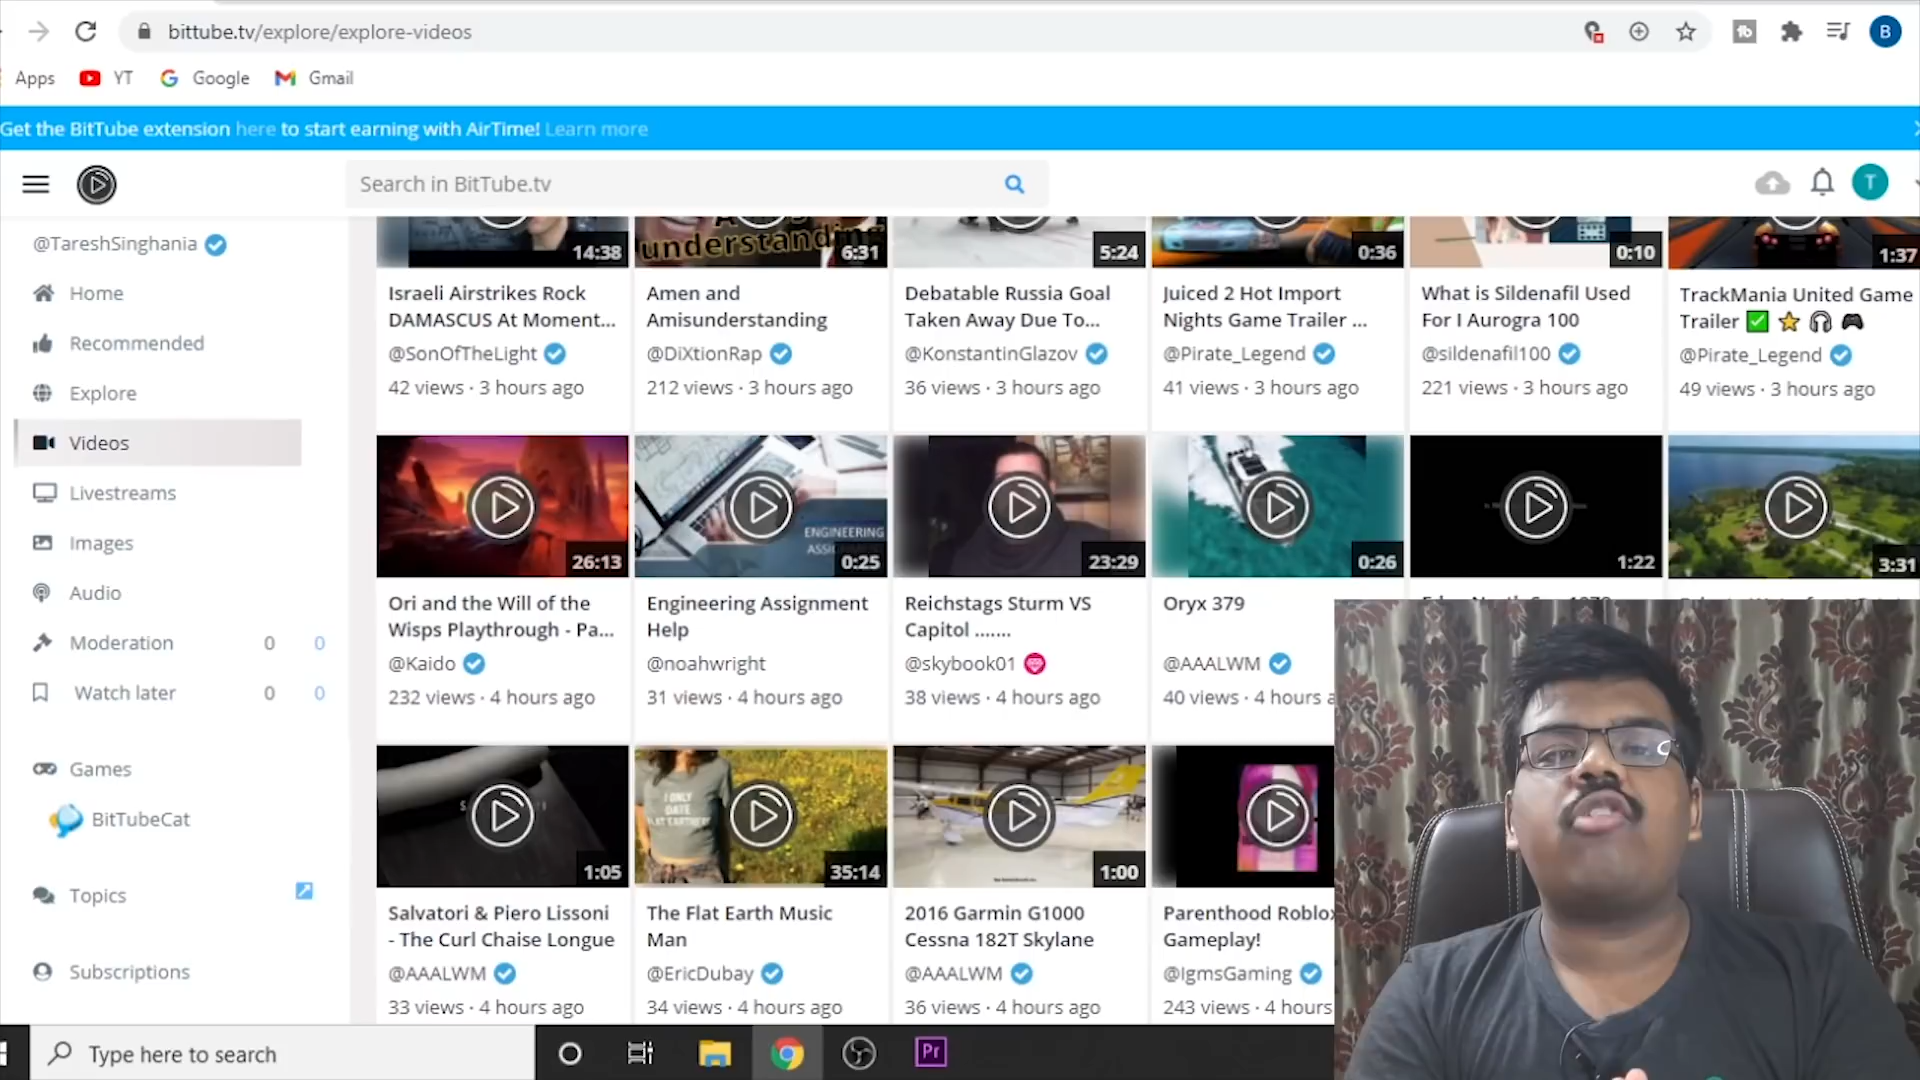 bittube.tv/explore/explore-videos
B
Apps YT Google Gmail
Get the BitTube extension here to start earning with AirTime! Learn more
Search in BitTube.tv
T
@TareshSinghania
Home
Recommended
Explore
Videos
Livestreams
Images
Audio
Moderation 0 0
Watch later 0 0
Games
BitTubeCat
Topics
Subscriptions
understanding
14:38 6:31 5:24 0:36 0:10 1:37
Israeli Airstrikes Rock
DAMASCUS At Moment...
@SonOfTheLight
42 views · 3 hours ago
Amen and
Amisunderstanding
@DiXtionRap
212 views · 3 hours ago
Debatable Russia Goal
Taken Away Due To...
@KonstantinGlazov
36 views · 3 hours ago
Juiced 2 Hot Import
Nights Game Trailer ...
@Pirate_Legend
41 views · 3 hours ago
What is Sildenafil Used
For I Aurogra 100
@sildenafil100
221 views · 3 hours ago
TrackMania United Game
Trailer ✅ ⭐ 🎧 🎮
@Pirate_Legend
49 views · 3 hours ago
ENGINEERING
26:13 0:25 23:29 0:26 1:22 3:31
Ori and the Will of the
Wisps Playthrough - Pa...
@Kaido
232 views · 4 hours ago
Engineering Assignment
Help
@noahwright
31 views · 4 hours ago
Reichstags Sturm VS
Capitol .......
@skybook01
38 views · 4 hours ago
Oryx 379
@AAALWM
40 views · 4 hours
I ONLY
DATE
FLAT EARTHERS
1:05 35:14 1:00
Salvatori & Piero Lissoni
- The Curl Chaise Longue
@AAALWM
33 views · 4 hours ago
The Flat Earth Music
Man
@EricDubay
34 views · 4 hours ago
2016 Garmin G1000
Cessna 182T Skylane
@AAALWM
36 views · 4 hours ago
Parenthood Roblox
Gameplay!
@IgmsGaming
243 views · 4 hours
Type here to search
Pr